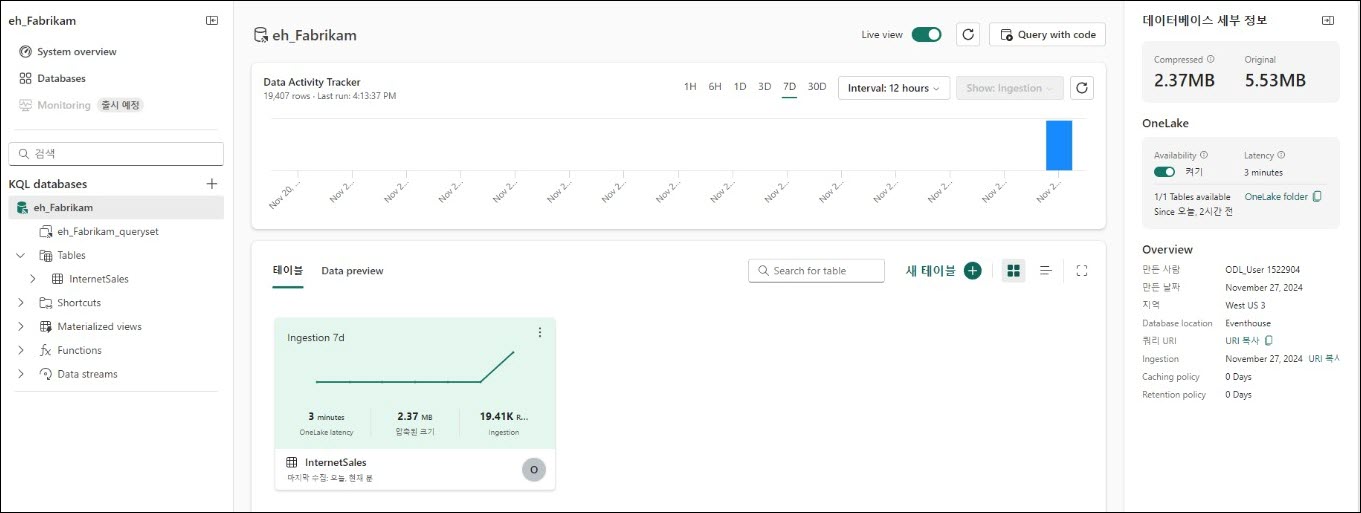 eh_Fabrikam
System overview
Databases
Monitoring 출시 예정
검색
KQL databases
eh_Fabrikam
eh_Fabrikam_queryset
Tables
InternetSales
Shortcuts
Materialized views
Functions
Data streams
eh_Fabrikam
Live view
Query with code
Data Activity Tracker
19,407 rows · Last run: 4:13:37 PM
1H 6H 1D 3D 7D 30D
Interval: 12 hours
Show: Ingestion
Nov 20, ...
Nov 2...
Nov 2...
Nov 2...
Nov 2...
Nov 2...
Nov 2...
Nov 2...
Nov 2...
Nov 2...
Nov 2...
Nov 2...
Nov 2...
Nov 2...
Nov 2...
테이블 Data preview
Search for table
새 테이블
Ingestion 7d
3 minutes 2.37 MB 19.41K R...
OneLake latency 압축된 크기 Ingestion
InternetSales
마지막 수집: 오늘, 현재 분
O
데이터베이스 세부 정보
Compressed Original
2.37MB 5.53MB
OneLake
Availability Latency
켜기 3 minutes
1/1 Tables available OneLake folder
Since 오늘, 2시간 전
Overview
만든 사람 ODL_User 1522904
만든 날짜 November 27, 2024
지역 West US 3
Database location Eventhouse
쿼리 URI URI 복사
Ingestion November 27, 2024 URI 복사
Caching policy 0 Days
Retention policy 0 Days